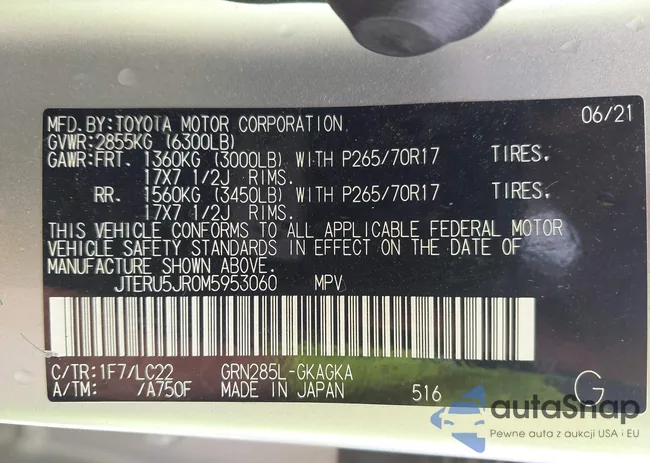 MFD.BY:TOYOTA MOTOR CORPORATION 06/21
GVWR:2855KG (6300LB)
GAWR:FRT. 1360KG (3000LB) WITH P265/70R17 TIRES.
17X7 1/2J RIMS.
RR. 1560KG (3450LB) WITH P265/70R17 TIRES.
17X7 1/2J RIMS.
THIS VEHICLE CONFORMS TO ALL APPLICABLE FEDERAL MOTOR
VEHICLE SAFETY STANDARDS IN EFFECT ON THE DATE OF
MANUFACTURE SHOWN ABOVE.
JTERU5JR0M5953060 MPV
C/TR:1F7/LC22 GRN285L-GKAGKA
A/TM: /A750F MADE IN JAPAN 516 G
autaSnap
Pewne auta z aukcji USA i EU